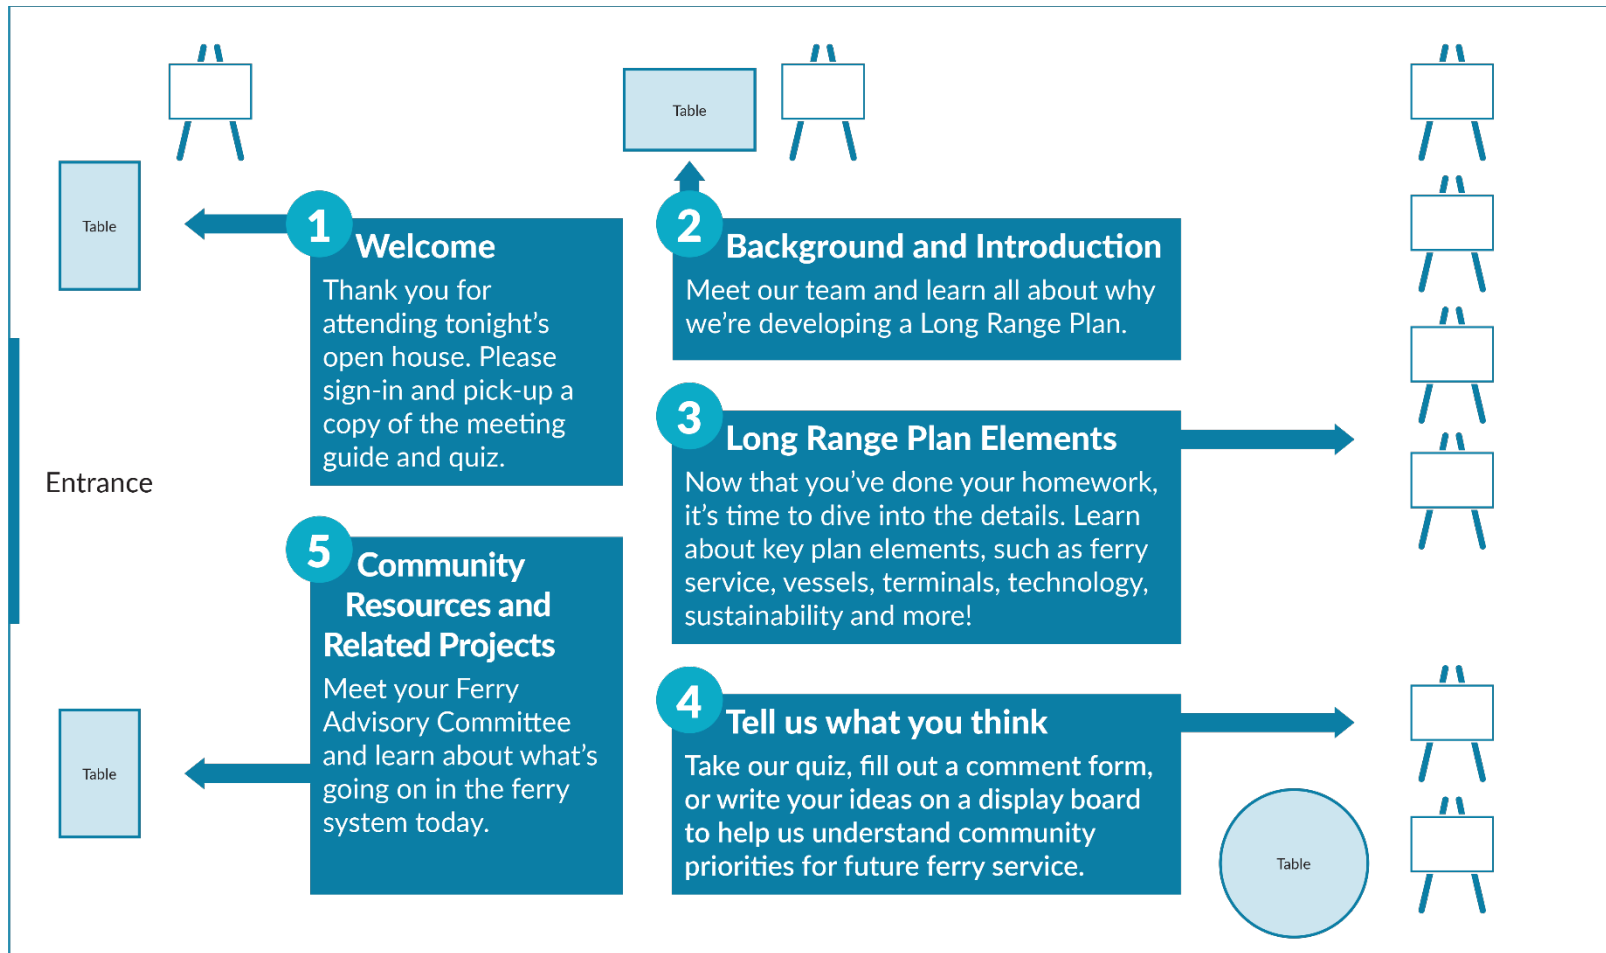 Table
Table
Entrance
1
Welcome
Thank you for
attending tonight’s
open house. Please
sign-in and pick-up a
copy of the meeting
guide and quiz.
2
Background and Introduction
Meet our team and learn all about why
we’re developing a Long Range Plan.
3
Long Range Plan Elements
Now that you’ve done your homework,
it’s time to dive into the details. Learn
about key plan elements, such as ferry
service, vessels, terminals, technology,
sustainability and more!
4
Tell us what you think
Take our quiz, fill out a comment form,
or write your ideas on a display board
to help us understand community
priorities for future ferry service.
Table
5
Community
Resources and
Related Projects
Meet your Ferry
Advisory Committee
and learn about what’s
going on in the ferry
system today.
Table